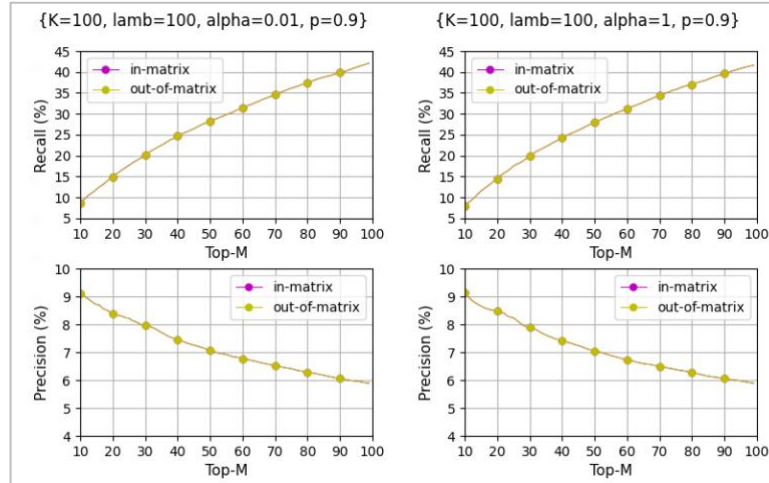 {K=100, lamb=100, alpha=0.01, p=0.9}
45
40
35
30
25
20
15
10
5
Recall (%)
in-matrix
out-of-matrix
10 20 30 40 50 60 70 80 90 100
Top-M
{K=100, lamb=100, alpha=1, p=0.9}
45
40
35
30
25
20
15
10
5
Recall (%)
in-matrix
out-of-matrix
10 20 30 40 50 60 70 80 90 100
Top-M
10
9
8
7
6
5
4
Precision (%)
in-matrix
out-of-matrix
10 20 30 40 50 60 70 80 90 100
Top-M
10
9
8
7
6
5
4
Precision (%)
in-matrix
out-of-matrix
10 20 30 40 50 60 70 80 90 100
Top-M